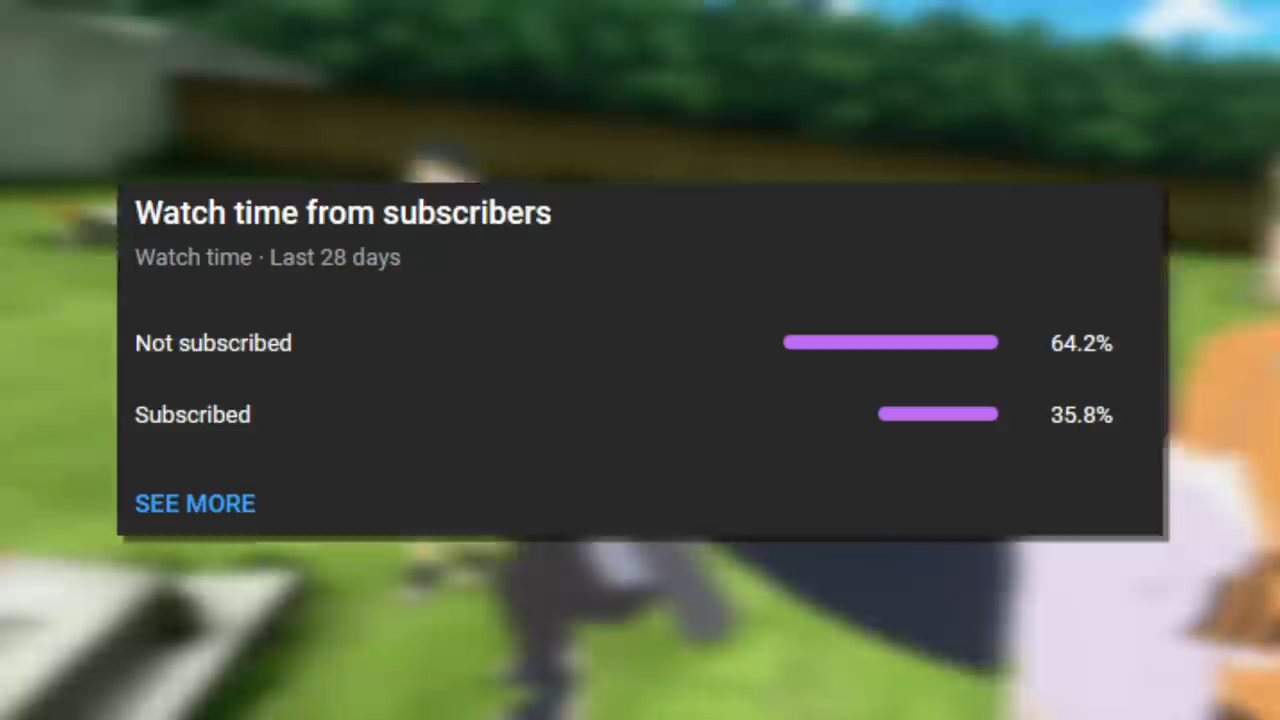 Watch time from subscribers
Watch time · Last 28 days
Not subscribed 64.2%
Subscribed 35.8%
SEE MORE